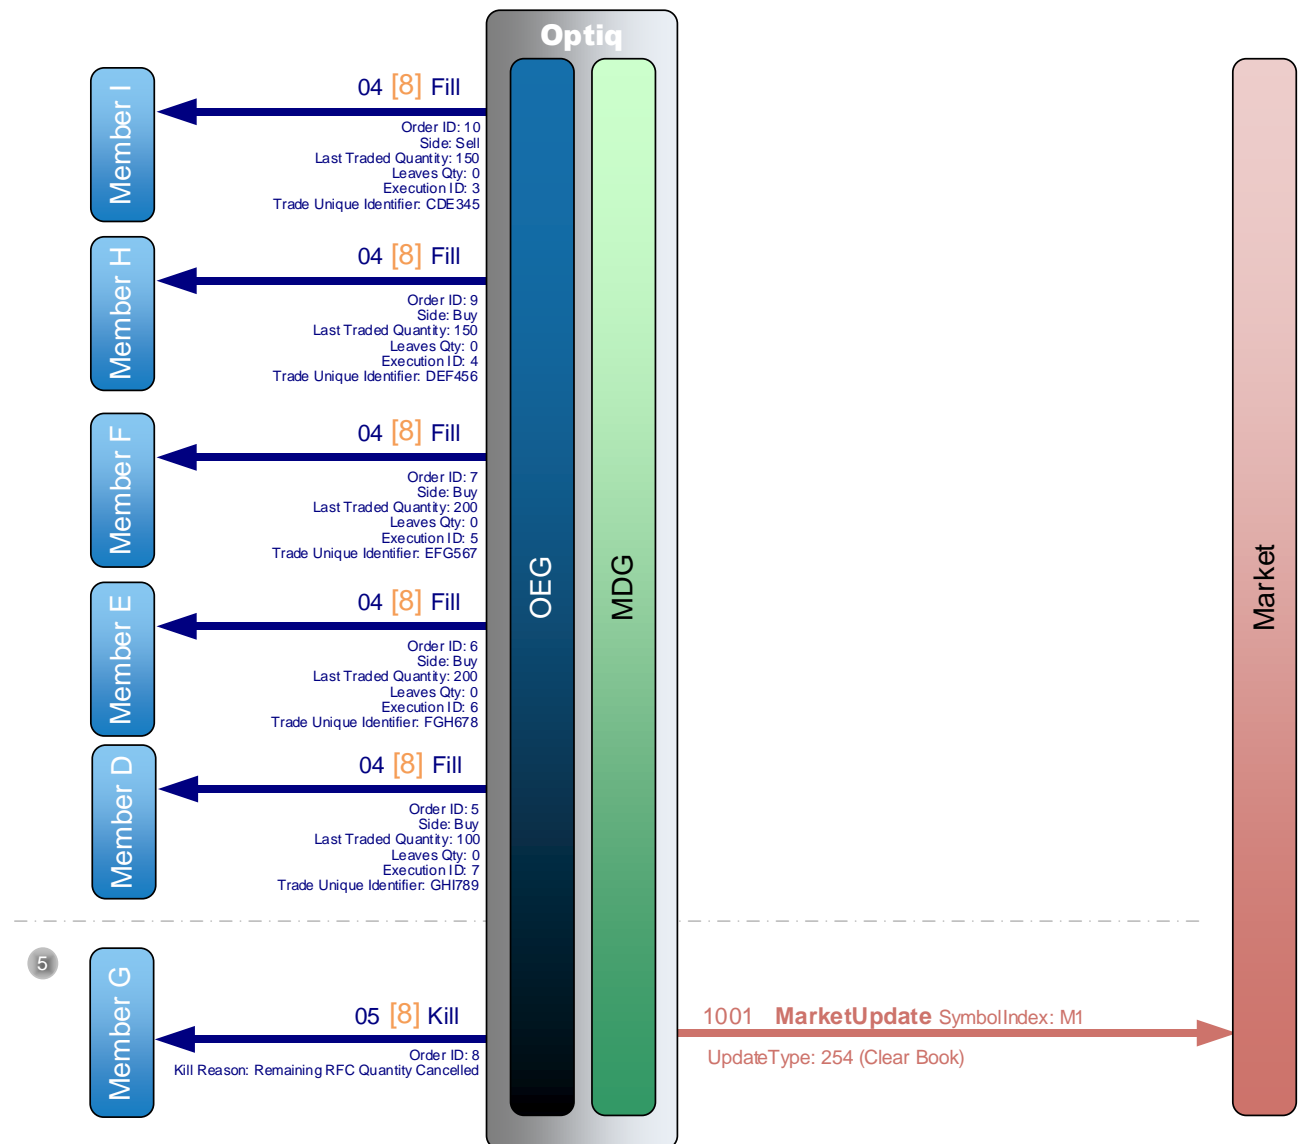 Optiq
Member I
04 [8] Fill
Order ID: 10
Side: Sell
Last Traded Quantity: 150
Leaves Qty: 0
Execution ID: 3
Trade Unique Identifier: CDE345
Member H
04 [8] Fill
Order ID: 9
Side: Buy
Last Traded Quantity: 150
Leaves Qty: 0
Execution ID: 4
Trade Unique Identifier: DEF456
Member F
04 [8] Fill
Order ID: 7
Side: Buy
Last Traded Quantity: 200
Leaves Qty: 0
Execution ID: 5
Trade Unique Identifier: EFG567
OEG
MDG
Market
Member E
04 [8] Fill
Order ID: 6
Side: Buy
Last Traded Quantity: 200
Leaves Qty: 0
Execution ID: 6
Trade Unique Identifier: FGH678
Member D
04 [8] Fill
Order ID: 5
Side: Buy
Last Traded Quantity: 100
Leaves Qty: 0
Execution ID: 7
Trade Unique Identifier: GHI789
5
Member G
05 [8] Kill
Order ID: 8
Kill Reason: Remaining RFC Quantity Cancelled
1001 MarketUpdate SymbolIndex: M1
UpdateType: 254 (Clear Book)